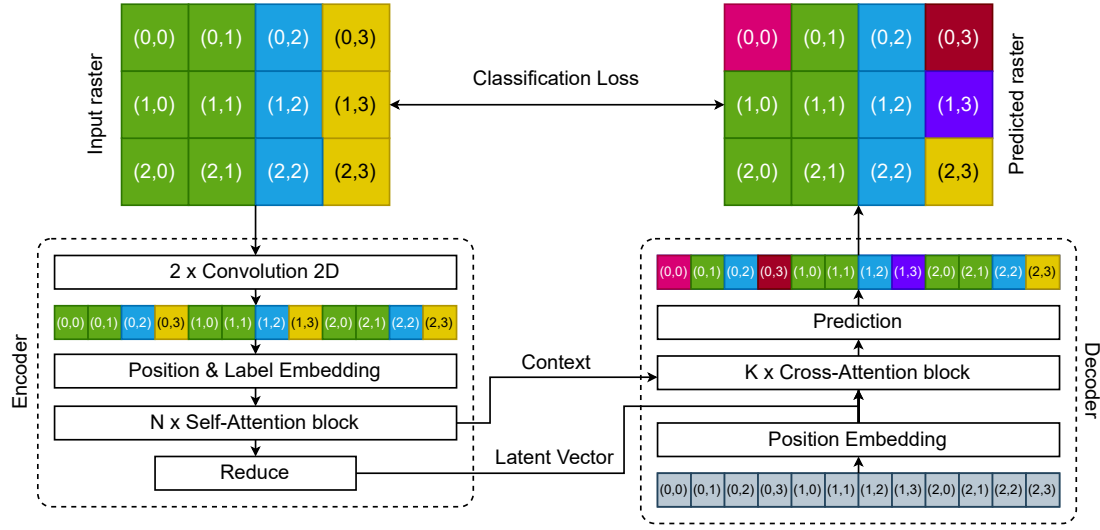 (0,0) (0,1) (0,2) (0,3)
(1,0) (1,1) (1,2) (1,3)
(2,0) (2,1) (2,2) (2,3)
Input raster
Classification Loss
(0,0) (0,1) (0,2) (0,3)
(1,0) (1,1) (1,2) (1,3)
(2,0) (2,1) (2,2) (2,3)
Predicted raster
Encoder
2 x Convolution 2D
(0,0) (0,1) (0,2) (0,3) (1,0) (1,1) (1,2) (1,3) (2,0) (2,1) (2,2) (2,3)
Position & Label Embedding
N x Self-Attention block
Reduce
Context
Latent Vector
(0,0) (0,1) (0,2) (0,3) (1,0) (1,1) (1,2) (1,3) (2,0) (2,1) (2,2) (2,3)
Prediction
K x Cross-Attention block
Position Embedding
(0,0) (0,1) (0,2) (0,3) (1,0) (1,1) (1,2) (1,3) (2,0) (2,1) (2,2) (2,3)
Decoder